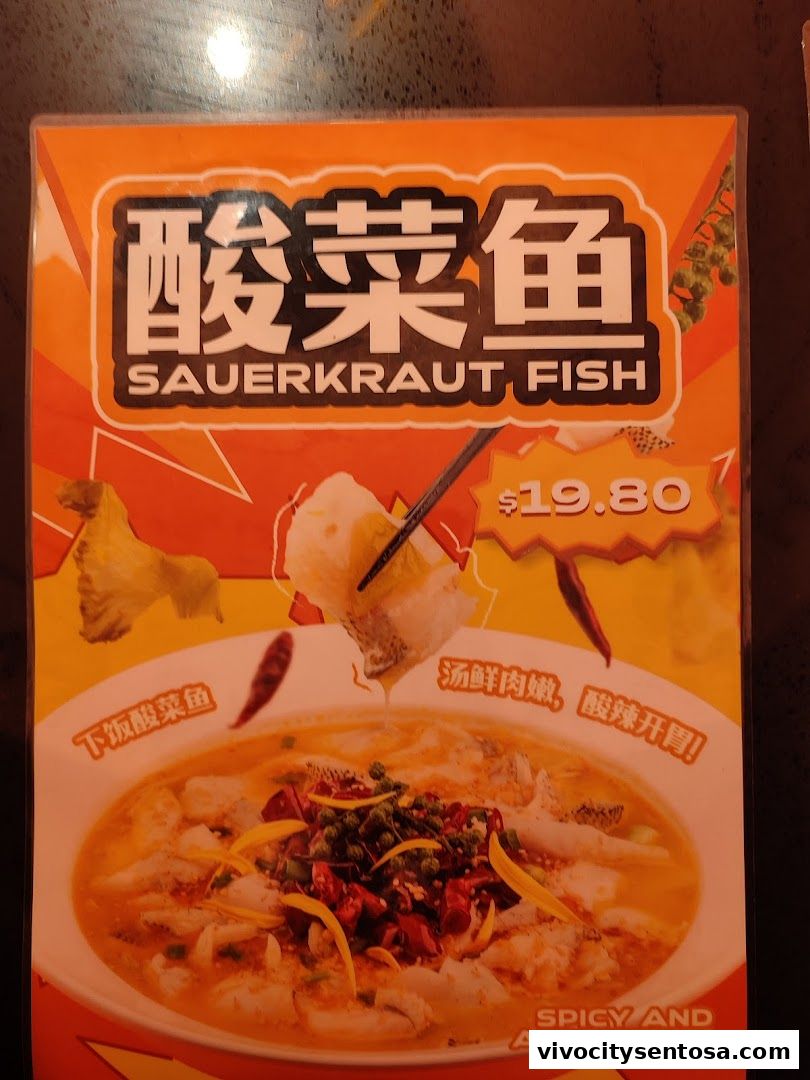 酸菜鱼
SAUERKRAUT FISH
$19.80
下饭酸菜鱼
汤鲜肉嫩，酸辣开胃！
SPICY AND
vivocitysentosa.com